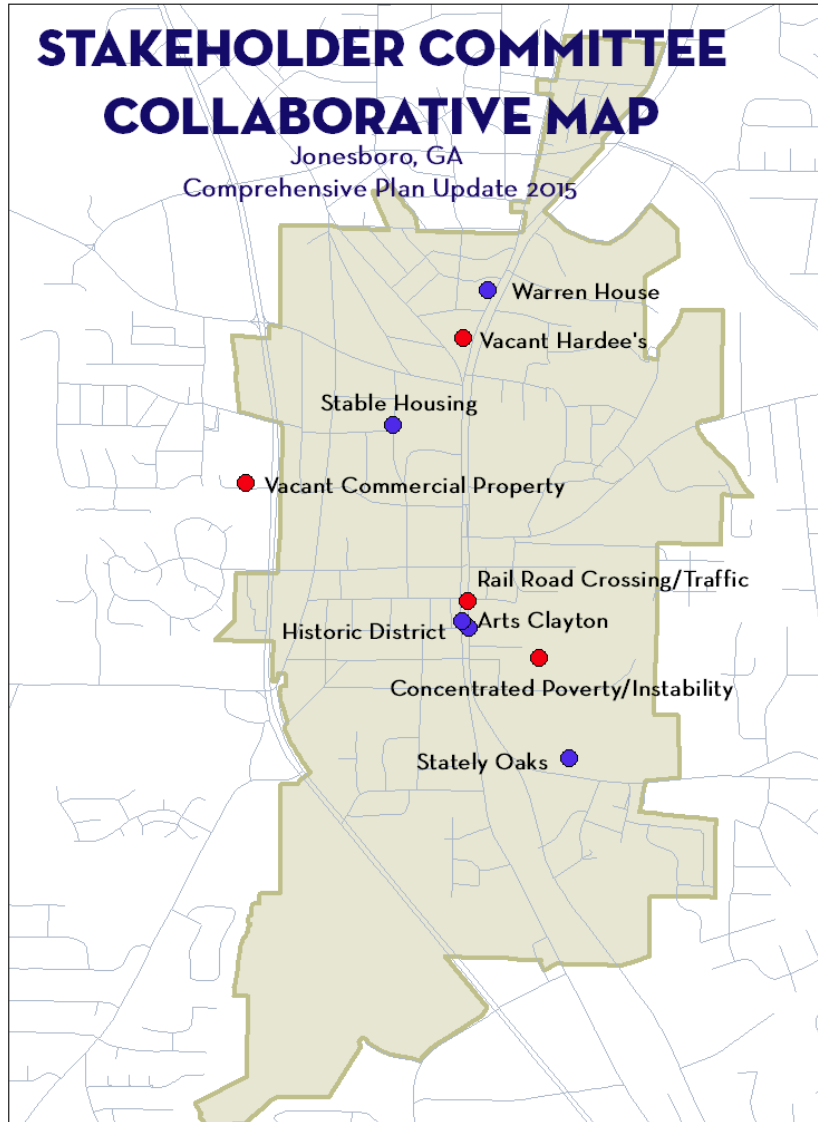 STAKEHOLDER COMMITTEE
COLLABORATIVE MAP
Jonesboro, GA
Comprehensive Plan Update 2015
Warren House
Vacant Hardee's
Stable Housing
Vacant Commercial Property
Rail Road Crossing/Traffic
Arts Clayton
Historic District
Concentrated Poverty/Instability
Stately Oaks